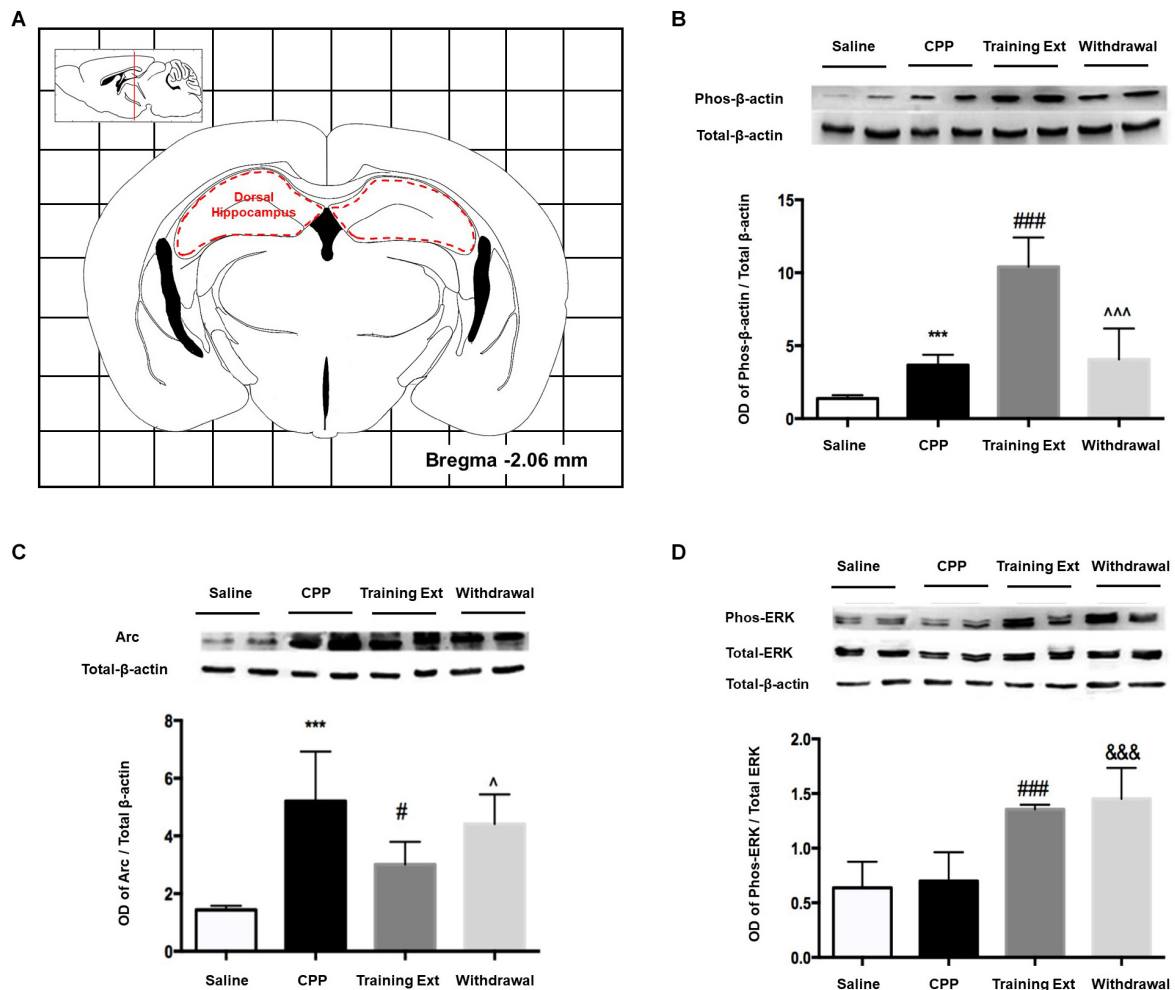 A
Dorsal
Hippocampus
Bregma -2.06 mm
B
Saline CPP Training Ext Withdrawal
Phos-β-actin
Total-β-actin
OD of Phos-β-actin / Total β-actin
15
10
5
0
***
###
^^^
Saline CPP Training Ext Withdrawal
C
Saline CPP Training Ext Withdrawal
Arc
Total-β-actin
OD of Arc / Total β-actin
8
6
4
2
0
***
#
^
Saline CPP Training Ext Withdrawal
D
Saline CPP Training Ext Withdrawal
Phos-ERK
Total-ERK
Total-β-actin
OD of Phos-ERK / Total ERK
2.0
1.5
1.0
0.5
0.0
###
&&&
Saline CPP Training Ext Withdrawal